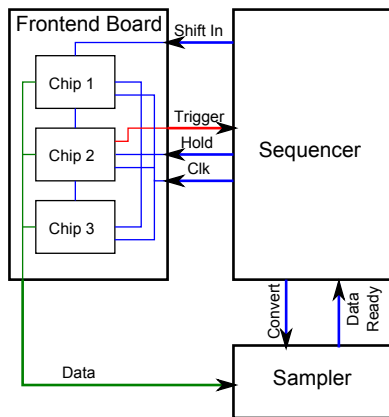 Frontend Board
Shift In
Chip 1
Trigger
Chip 2
Hold
Sequencer
Clk
Chip 3
Convert
Data
Ready
Data
Sampler